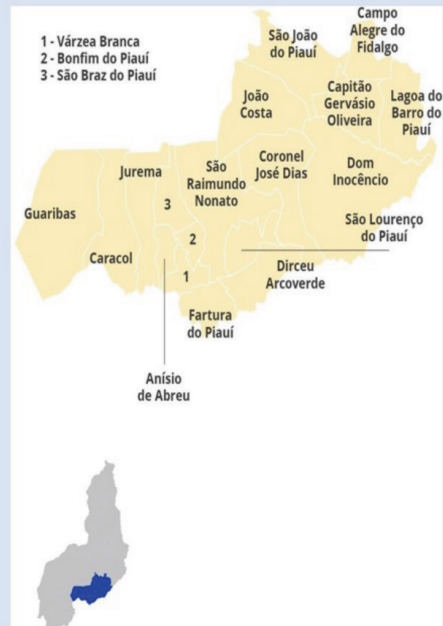 1 - Várzea Branca
2 - Bonfim do Piauí
3 - São Braz do Piauí
Campo
Alegre do
Fidalgo
São João
do Piauí
João
Costa
Capitão
Gervásio
Oliveira
Lagoa do
Barro do
Piauí
Jurema
São
Raimundo
Nonato
Coronel
José Dias
Dom
Inocêncio
Guaribas
3
São Lourenço
do Piauí
2
Caracol
1
Dirceu
Arcoverde
Fartura
do Piauí
Anísio
de Abreu